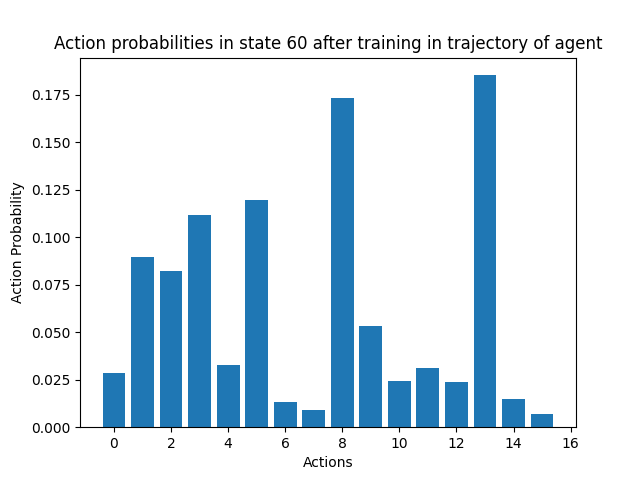 Action probabilities in state 60 after training in trajectory of agent
0.175
0.150
0.125
0.100
0.075
0.050
0.025
0.000
Action Probability
0 2 4 6 8 10 12 14 16
Actions